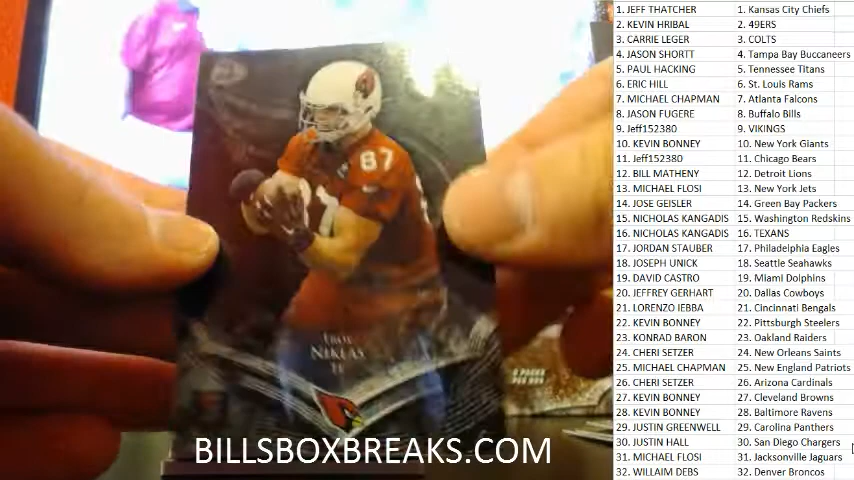 87
TROY
NIKLAS
TE
BILLSBOXBREAKS.COM
1. JEFF THATCHER 1. Kansas City Chiefs
2. KEVIN HRIBAL 2. 49ERS
3. CARRIE LEGER 3. COLTS
4. JASON SHORTT 4. Tampa Bay Buccaneers
5. PAUL HACKING 5. Tennessee Titans
6. ERIC HILL 6. St. Louis Rams
7. MICHAEL CHAPMAN 7. Atlanta Falcons
8. JASON FUGERE 8. Buffalo Bills
9. Jeff152380 9. VIKINGS
10. KEVIN BONNEY 10. New York Giants
11. Jeff152380 11. Chicago Bears
12. BILL MATHENY 12. Detroit Lions
13. MICHAEL FLOSI 13. New York Jets
14. JOSE GEISLER 14. Green Bay Packers
15. NICHOLAS KANGADIS 15. Washington Redskins
16. NICHOLAS KANGADIS 16. TEXANS
17. JORDAN STAUBER 17. Philadelphia Eagles
18. JOSEPH UNICK 18. Seattle Seahawks
19. DAVID CASTRO 19. Miami Dolphins
20. JEFFREY GERHART 20. Dallas Cowboys
21. LORENZO IEBBA 21. Cincinnati Bengals
22. KEVIN BONNEY 22. Pittsburgh Steelers
23. KONRAD BARON 23. Oakland Raiders
24. CHERI SETZER 24. New Orleans Saints
25. MICHAEL CHAPMAN 25. New England Patriots
26. CHERI SETZER 26. Arizona Cardinals
27. KEVIN BONNEY 27. Cleveland Browns
28. KEVIN BONNEY 28. Baltimore Ravens
29. JUSTIN GREENWELL 29. Carolina Panthers
30. JUSTIN HALL 30. San Diego Chargers
31. MICHAEL FLOSI 31. Jacksonville Jaguars
32. WILLAIM DEBS 32. Denver Broncos